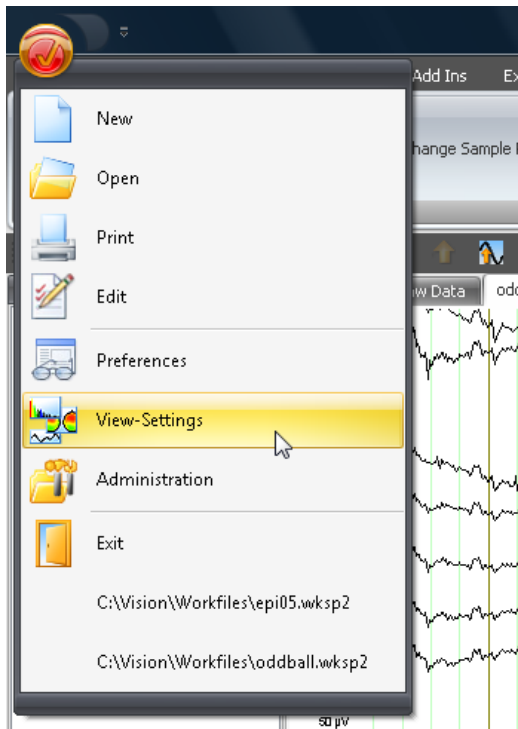 Add Ins
New
hange Sample
Open
Print
w Data
Edit
Preferences
View-Settings
Administration
Exit
C:\Vision\Workfiles\epi05.wksp2
C:\Vision\Workfiles\oddball.wksp2
50 µV